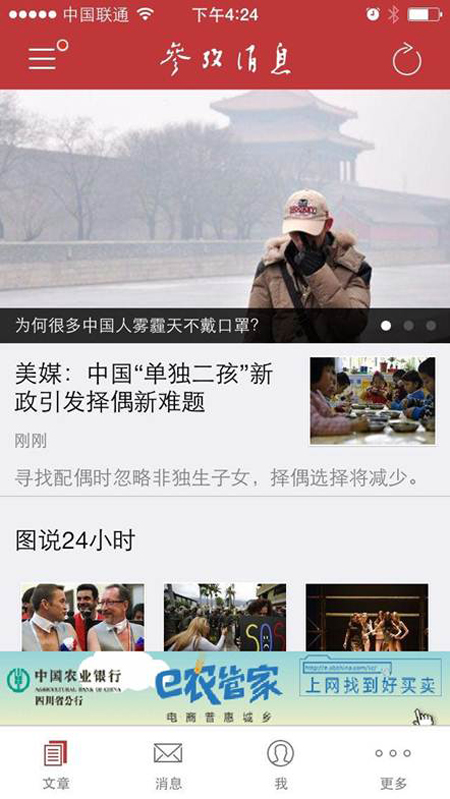 中国联通
下午4:24
参考消息
为何很多中国人雾霾天不戴口罩?
美媒：中国“单独二孩”新
政引发择偶新难题
刚刚
寻找配偶时忽略非独生子女，择偶选择将减少。
图说24小时
SOS
中国农业银行
AGRICULTURAL BANK OF CHINA
四川省分行
e农管家
电商普惠城乡
上网找到好买卖
文章
消息
我
更多